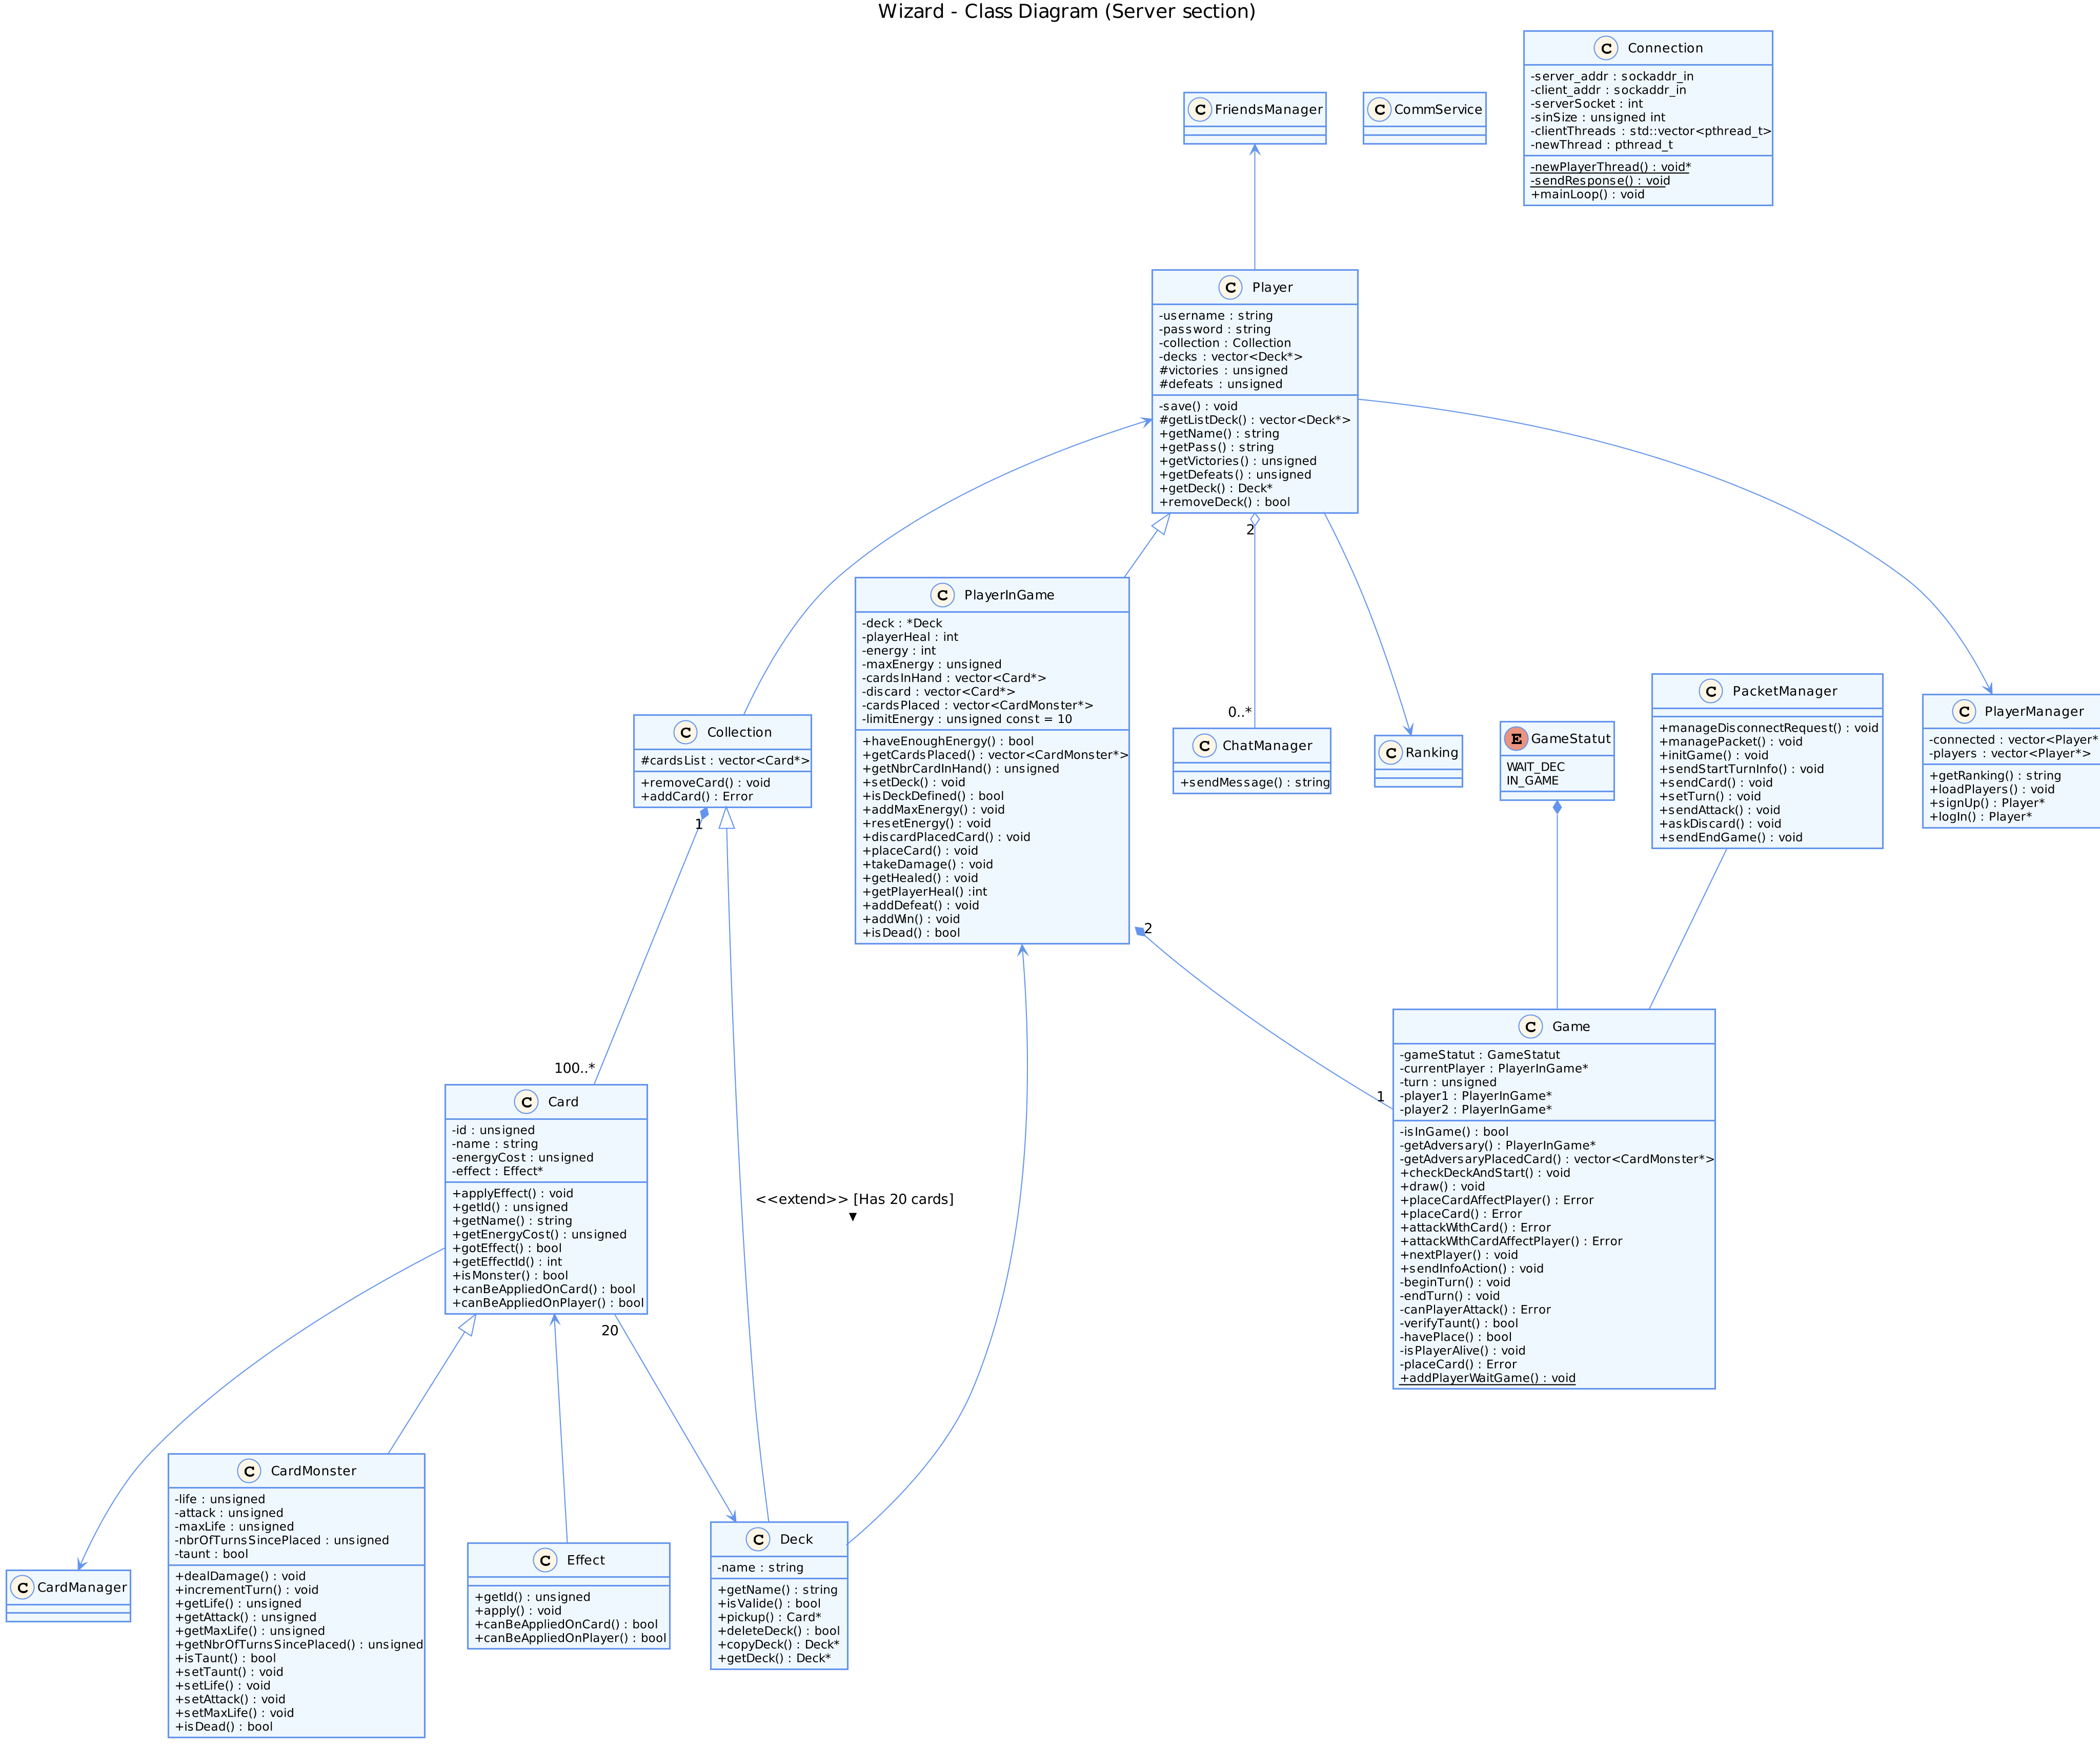 Wizard - Class Diagram (Server section)
C Connection
-server_addr : sockaddr_in
-client_addr : sockaddr_in
-serverSocket : int
-sinSize : unsigned int
-clientThreads : std::vector<pthread_t>
-newThread : pthread_t
-newPlayerThread() : void*
-sendResponse() : void
+mainLoop() : void
C FriendsManager
C CommService
C Player
-username : string
-password : string
-collection : Collection
-decks : vector<Deck*>
#victories : unsigned
#defeats : unsigned
-save() : void
#getListDeck() : vector<Deck*>
+getName() : string
+getPass() : string
+getVictories() : unsigned
+getDefeats() : unsigned
+getDeck() : Deck*
+removeDeck() : bool
2
0..*
C PlayerInGame
-deck : *Deck
-playerHeal : int
-energy : int
-maxEnergy : unsigned
-cardsInHand : vector<Card*>
-discard : vector<Card*>
-cardsPlaced : vector<CardMonster*>
-limitEnergy : unsigned const = 10
+haveEnoughEnergy() : bool
+getCardsPlaced() : vector<CardMonster*>
+getNbrCardInHand() : unsigned
+setDeck() : void
+isDeckDefined() : bool
+addMaxEnergy() : void
+resetEnergy() : void
+discardPlacedCard() : void
+placeCard() : void
+takeDamage() : void
+getHealed() : void
+getPlayerHeal() :int
+addDefeat() : void
+addWin() : void
+isDead() : bool
2
1
C Collection
#cardsList : vector<Card*>
+removeCard() : void
+addCard() : Error
1
100..*
C ChatManager
+sendMessage() : string
C Ranking
E GameStatut
WAIT_DEC
IN_GAME
C PacketManager
+manageDisconnectRequest() : void
+managePacket() : void
+initGame() : void
+sendStartTurnInfo() : void
+sendCard() : void
+setTurn() : void
+sendAttack() : void
+askDiscard() : void
+sendEndGame() : void
C PlayerManager
-connected : vector<Player*
-players : vector<Player*>
+getRanking() : string
+loadPlayers() : void
+signUp() : Player*
+logIn() : Player*
C Game
-gameStatut : GameStatut
-currentPlayer : PlayerInGame*
-turn : unsigned
-player1 : PlayerInGame*
-player2 : PlayerInGame*
-isInGame() : bool
-getAdversary() : PlayerInGame*
-getAdversaryPlacedCard() : vector<CardMonster*>
+checkDeckAndStart() : void
+draw() : void
+placeCardAffectPlayer() : Error
+placeCard() : Error
+attackWithCard() : Error
+attackWithCardAffectPlayer() : Error
+nextPlayer() : void
+sendInfoAction() : void
-beginTurn() : void
-endTurn() : void
-canPlayerAttack() : Error
-verifyTaunt() : bool
-havePlace() : bool
-isPlayerAlive() : void
-placeCard() : Error
+addPlayerWaitGame() : void
C Card
-id : unsigned
-name : string
-energyCost : unsigned
-effect : Effect*
+applyEffect() : void
+getId() : unsigned
+getName() : string
+getEnergyCost() : unsigned
+gotEffect() : bool
+getEffectId() : int
+isMonster() : bool
+canBeAppliedOnCard() : bool
+canBeAppliedOnPlayer() : bool
20
<<extend>> [Has 20 cards]
▼
C CardManager
C CardMonster
-life : unsigned
-attack : unsigned
-maxLife : unsigned
-nbrOfTurnsSincePlaced : unsigned
-taunt : bool
+dealDamage() : void
+incrementTurn() : void
+getLife() : unsigned
+getAttack() : unsigned
+getMaxLife() : unsigned
+getNbrOfTurnsSincePlaced() : unsigned
+isTaunt() : bool
+setTaunt() : void
+setLife() : void
+setAttack() : void
+setMaxLife() : void
+isDead() : bool
C Effect
+getId() : unsigned
+apply() : void
+canBeAppliedOnCard() : bool
+canBeAppliedOnPlayer() : bool
C Deck
-name : string
+getName() : string
+isValide() : bool
+pickup() : Card*
+deleteDeck() : bool
+copyDeck() : Deck*
+getDeck() : Deck*